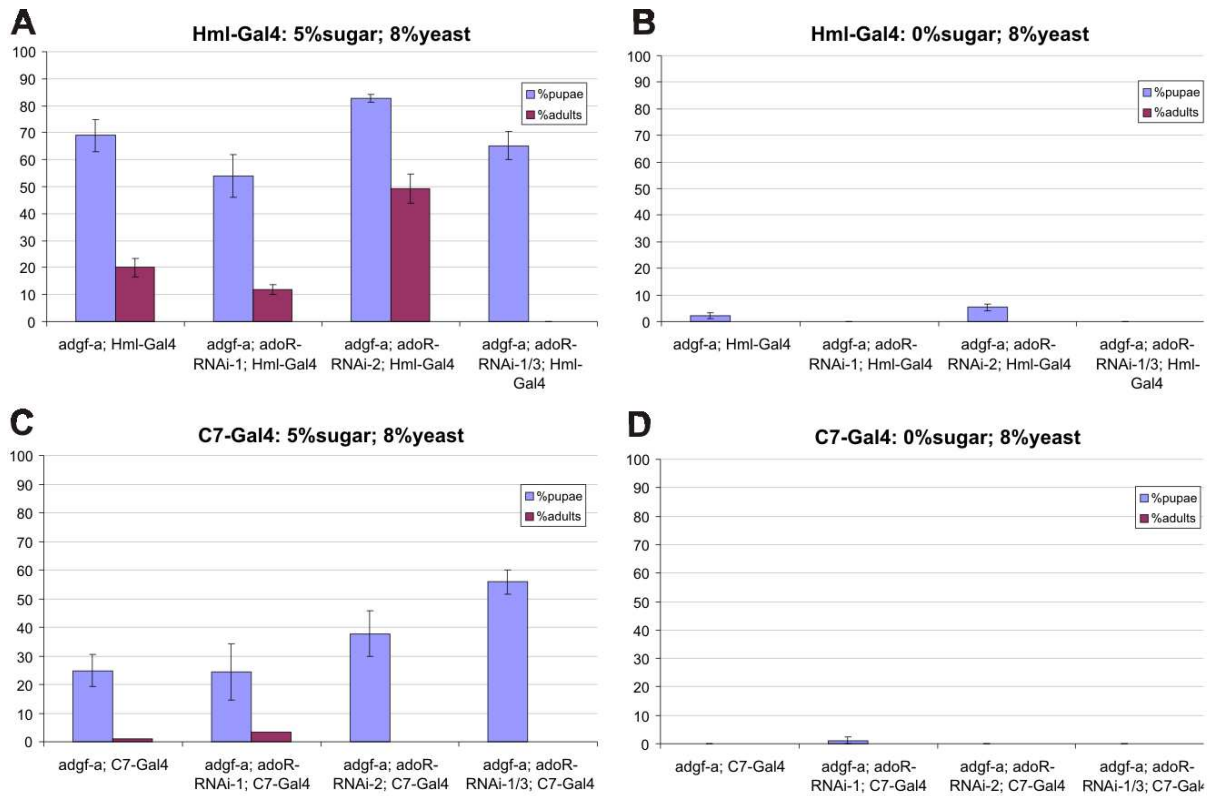 A
Hml-Gal4: 5%sugar; 8%yeast
100
90
80
70
60
50
40
30
20
10
0
%pupae
%adults
adgf-a; Hml-Gal4
adgf-a; adoR-
RNAi-1; Hml-Gal4
adgf-a; adoR-
RNAi-2; Hml-Gal4
adgf-a; adoR-
RNAi-1/3; Hml-
Gal4
B
Hml-Gal4: 0%sugar; 8%yeast
100
90
80
70
60
50
40
30
20
10
0
%pupae
%adults
adgf-a; Hml-Gal4
adgf-a; adoR-
RNAi-1; Hml-Gal4
adgf-a; adoR-
RNAi-2; Hml-Gal4
adgf-a; adoR-
RNAi-1/3; Hml-
Gal4
C
C7-Gal4: 5%sugar; 8%yeast
100
90
80
70
60
50
40
30
20
10
0
%pupae
%adults
adgf-a; C7-Gal4
adgf-a; adoR-
RNAi-1; C7-Gal4
adgf-a; adoR-
RNAi-2; C7-Gal4
adgf-a; adoR-
RNAi-1/3; C7-Gal4
D
C7-Gal4: 0%sugar; 8%yeast
100
90
80
70
60
50
40
30
20
10
0
%pupae
%adults
adgf-a; C7-Gal4
adgf-a; adoR-
RNAi-1; C7-Gal4
adgf-a; adoR-
RNAi-2; C7-Gal4
adgf-a; adoR-
RNAi-1/3; C7-Gal4